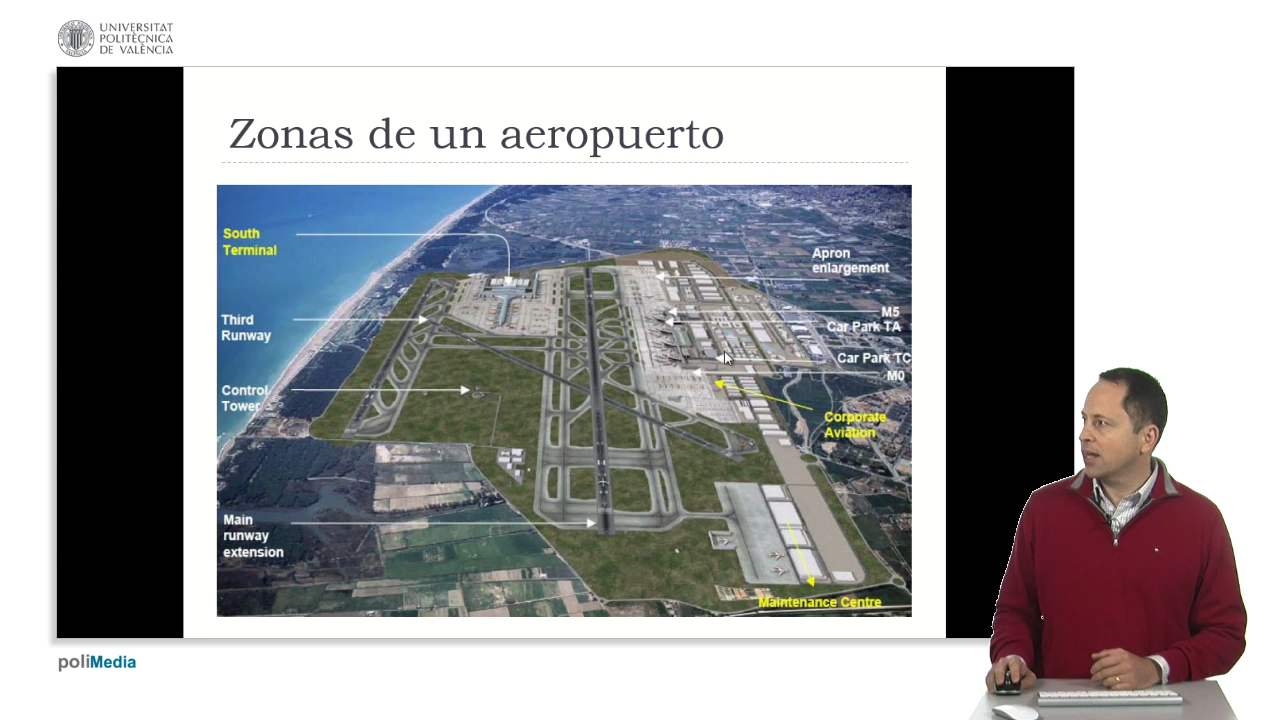 UNIVERSITAT
POLITÈCNICA
DE VALÈNCIA
Zonas de un aeropuerto
South
Terminal
Third
Runway
Control
Tower
Main
runway
extension
Apron
enlargement
M5
Car Park TA
Car Park TC
M0
Corporate
Aviation
Maintenance Centre
poliMedia